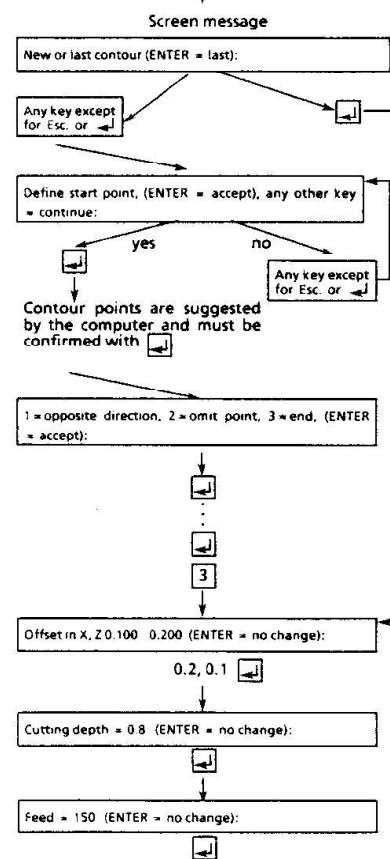 Screen message
New or last contour (ENTER = last):
Any key except
for Esc. or ↵
↵
Define start point, (ENTER = accept), any other key
= continue:
yes
no
↵
Any key except
for Esc. or ↵
Contour points are suggested
by the computer and must be
confirmed with ↵
1 = opposite direction, 2 = omit point, 3 = end, (ENTER
= accept):
↵
↵
3
Offset in X, Z 0.100 0.200 (ENTER = no change):
0.2, 0.1 ↵
Cutting depth = 0.8 (ENTER = no change):
↵
Feed = 150 (ENTER = no change):
↵